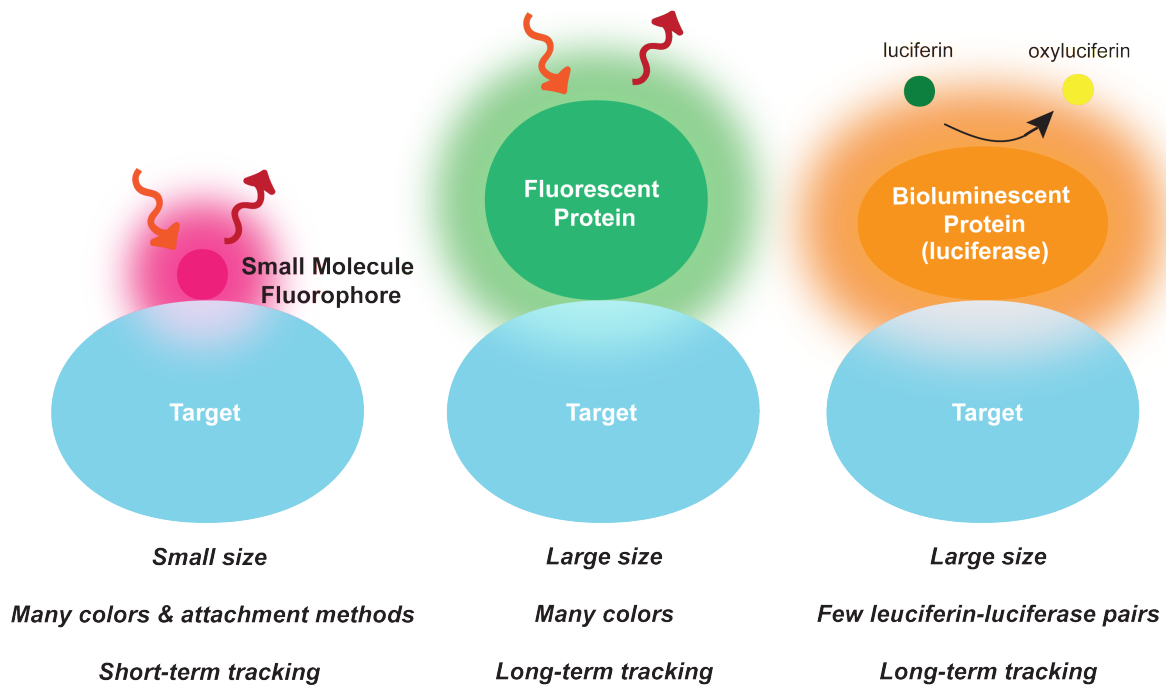 luciferin
oxyluciferin
Fluorescent
Protein
Bioluminescent
Protein
(luciferase)
Small Molecule
Fluorophore
Target
Target
Target
Small size
Large size
Large size
Many colors & attachment methods
Many colors
Few leuciferin-luciferase pairs
Short-term tracking
Long-term tracking
Long-term tracking